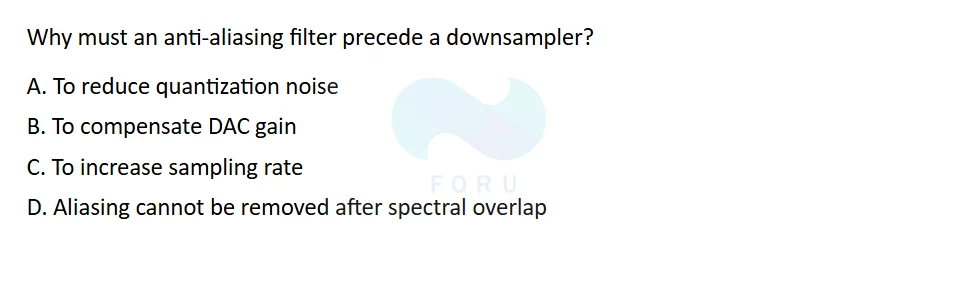 Why must an anti-aliasing filter precede a downsampler?
A. To reduce quantization noise
B. To compensate DAC gain
C. To increase sampling rate
FORU
D. Aliasing cannot be removed after spectral overlap